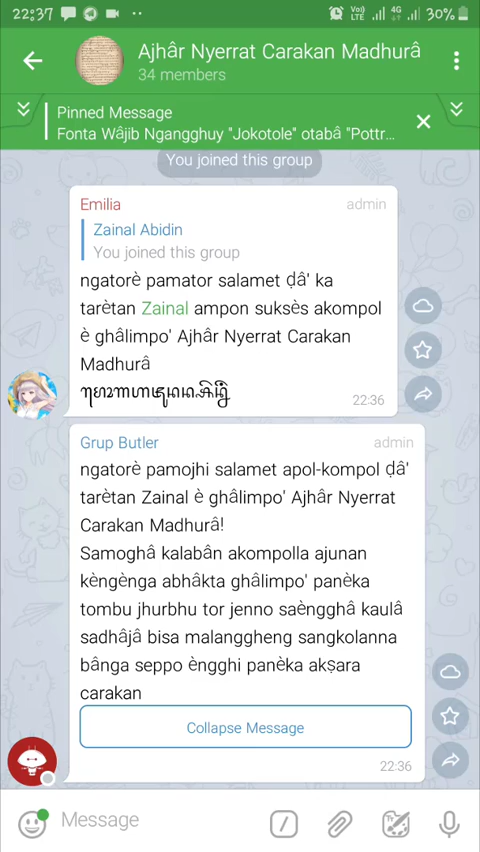 22:37
Vo) LTE
4G
30%
Ajhâr Nyerrat Carakan Madhurâ
34 members
Pinned Message
Fonta Wâjib Ngangghuy "Jokotole" otabâ "Pottr...
You joined this group
Emilia admin
Zainal Abidin
You joined this group
ngatorè pamator salamet ḍâ' ka
tarètan Zainal ampon suksès akompol
è ghâlimpo' Ajhâr Nyerrat Carakan
Madhurâ
22:36
Grup Butler admin
ngatorè pamojhi salamet apol-kompol ḍâ'
tarètan Zainal è ghâlimpo' Ajhâr Nyerrat
Carakan Madhurâ!
Samoghâ kalabân akompolla ajunan
kèngènga abhâkta ghâlimpo' panèka
tombu jhurbhu tor jenno saèngghâ kaulâ
sadhâjâ bisa malanggheng sangkolanna
bânga seppo èngghi panèka akṣara
carakan
Collapse Message
22:36
Message